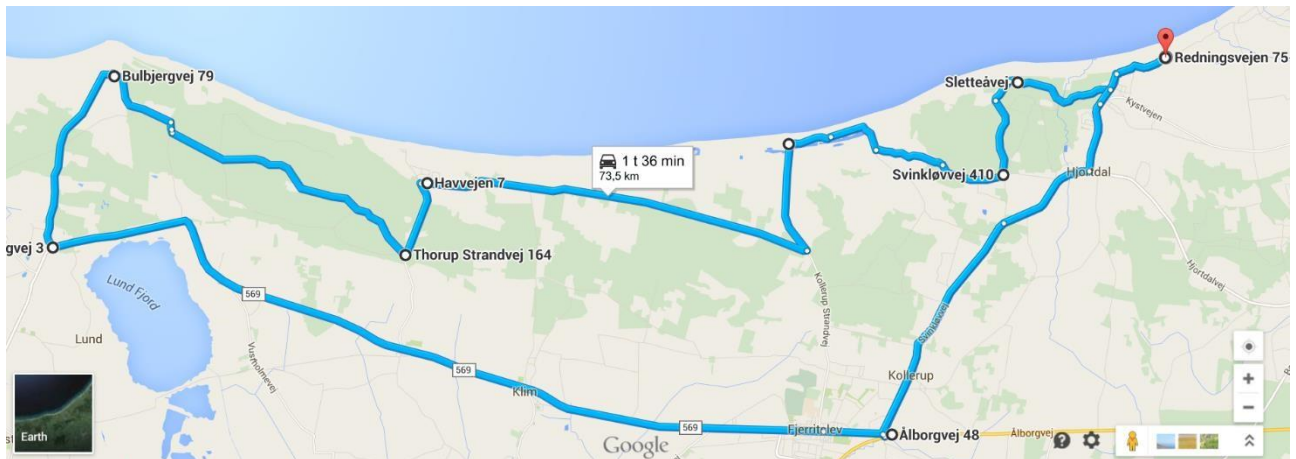 Bulbjergvej 79
Redningsvejen 75
Sletteåvej
Kystvejen
1 t 36 min
73,5 km
Havvejen 7
Svinkløvvej 410
Hjortdal
gvej 3
Thorup Strandvej 164
Lund Fjord
569
Kollerup Strandvej
Hjortdalvej
Svinkløvvej
Lund
Vusholmevej
569
Klim
Kollerup
569
Fjerritslev
Ålborgvej 48
Ålborgvej
Google
Earth